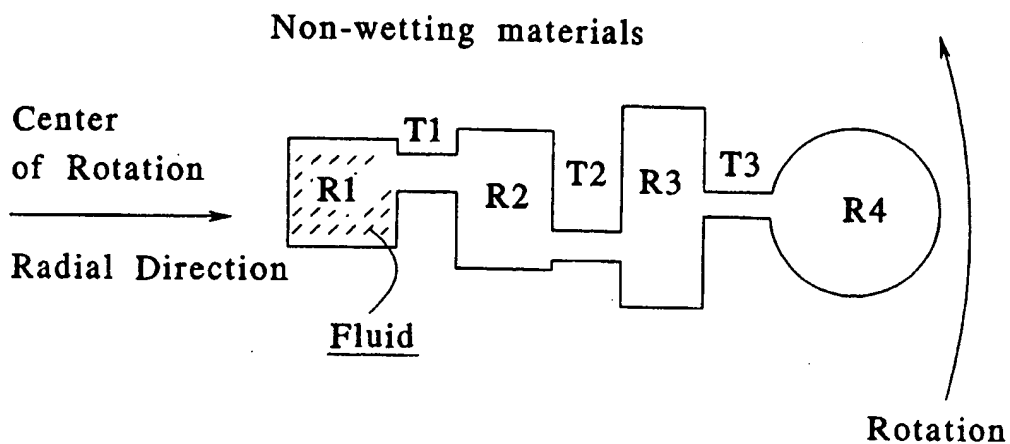 Non-wetting materials
Center
of Rotation
Radial Direction
T1
R1
R2
T2
R3
T3
R4
Fluid
Rotation